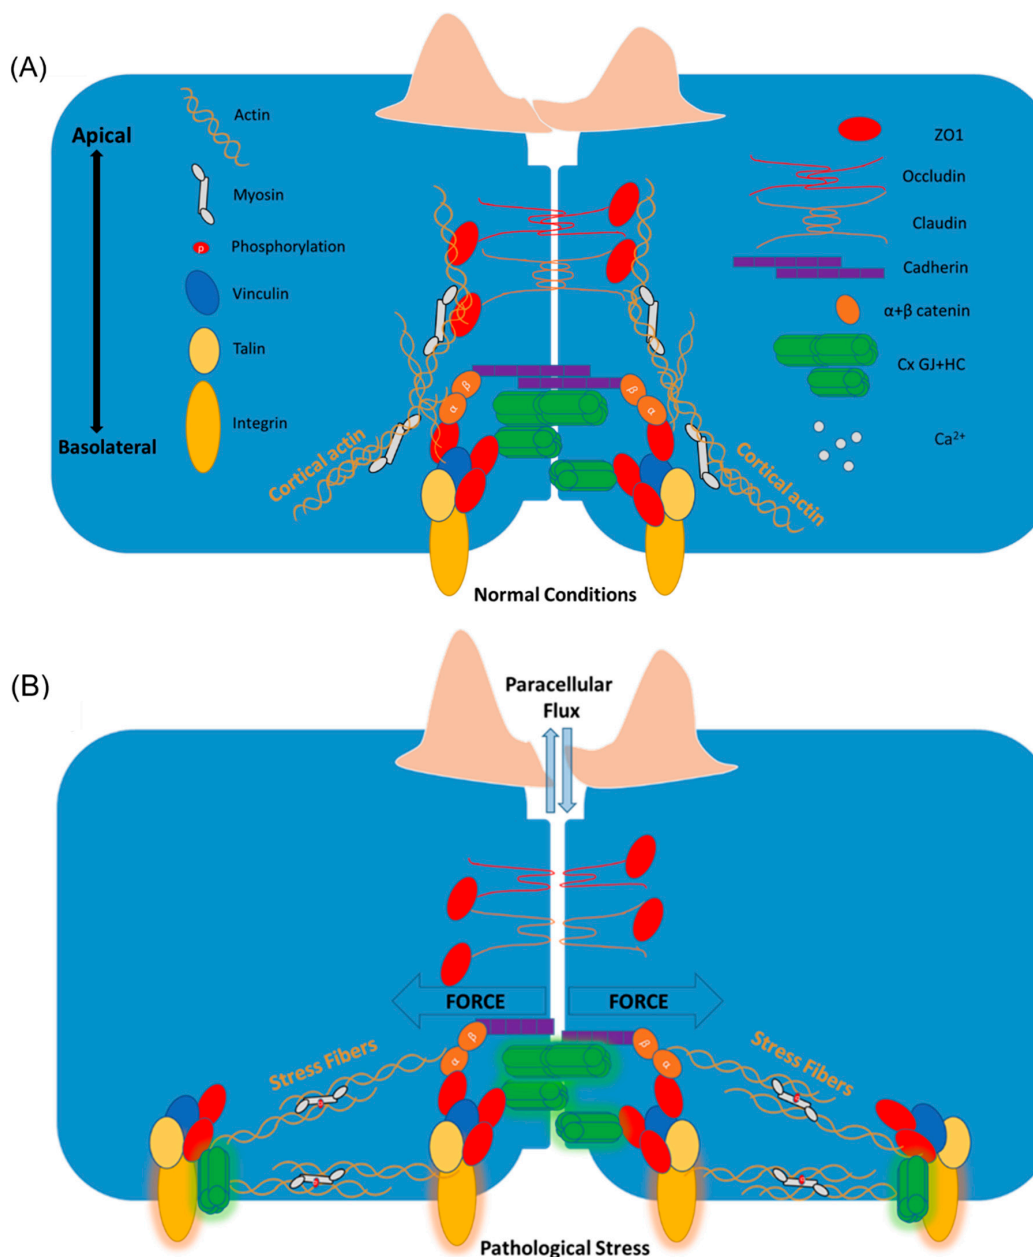 (A)
Apical
Basolateral
Actin
Myosin
p
Phosphorylation
Vinculin
Talin
Integrin
ZO1
Occludin
Claudin
Cadherin
α+β catenin
Cx GJ+HC
Ca²⁺
β
α
β
α
Cortical actin
Cortical actin
Normal Conditions
(B)
Paracellular
Flux
FORCE
FORCE
β
α
β
α
Stress Fibers
Stress Fibers
p
p
p
p
Pathological Stress